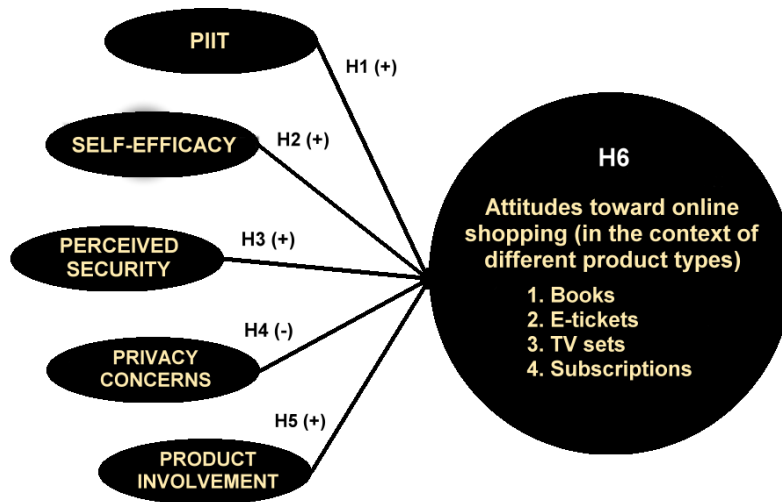 PIIT
H1 (+)
SELF-EFFICACY
H2 (+)
PERCEIVED
SECURITY
H3 (+)
PRIVACY
CONCERNS
H4 (-)
PRODUCT
INVOLVEMENT
H5 (+)
H6
Attitudes toward online
shopping (in the context of
different product types)
1. Books
2. E-tickets
3. TV sets
4. Subscriptions